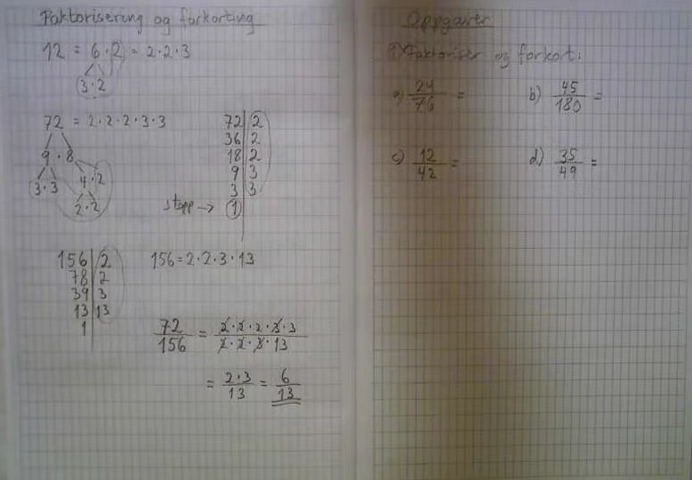 Faktorisering og forkorting
12 = 6 · 2 = 2 · 2 · 3
3 · 2
72 = 2 · 2 · 2 · 3 · 3
9 · 8
3 · 3 4 · 2
2 · 2
72 | 2
36 | 2
18 | 2
9 | 3
3 | 3
stopp → 1
156 | 2
78 | 2
39 | 3
13 | 13
1
156 = 2 · 2 · 3 · 13
72/156 = 2 · 2 · 2 · 3 · 3 / 2 · 2 · 3 · 13
= 2 · 3 / 13 = 6/13
Oppgaver
① Faktoriser og forkort:
a) 24/76 =
b) 45/180 =
c) 12/42 =
d) 35/49 =